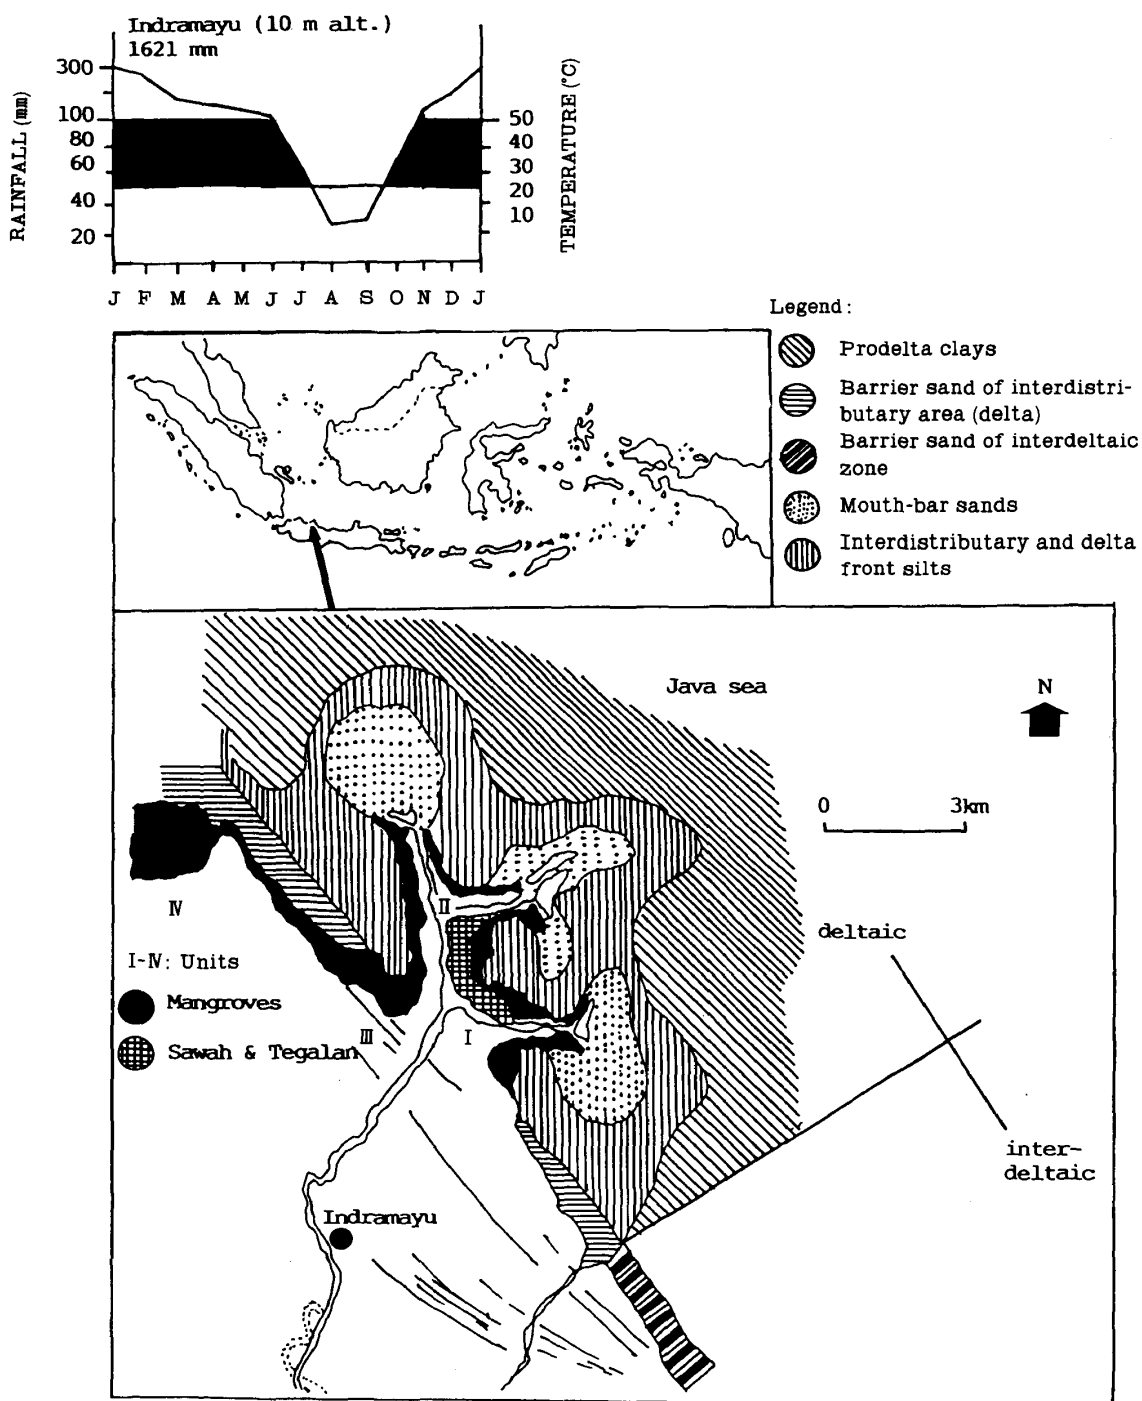 Indramayu (10 m alt.)
1621 mm
RAINFALL (mm)
300
100
80
60
40
20
TEMPERATURE (°C)
50
40
30
20
10
J F M A M J J A S O N D J
Legend :
Prodelta clays
Barrier sand of interdistri-
butary area (delta)
Barrier sand of interdeltaic
zone
Mouth-bar sands
Interdistributary and delta
front silts
Java sea
N
0 3km
deltaic
inter-
deltaic
IV
II
III
I
I-IV: Units
Mangroves
Sawah & Tegalan
Indramayu